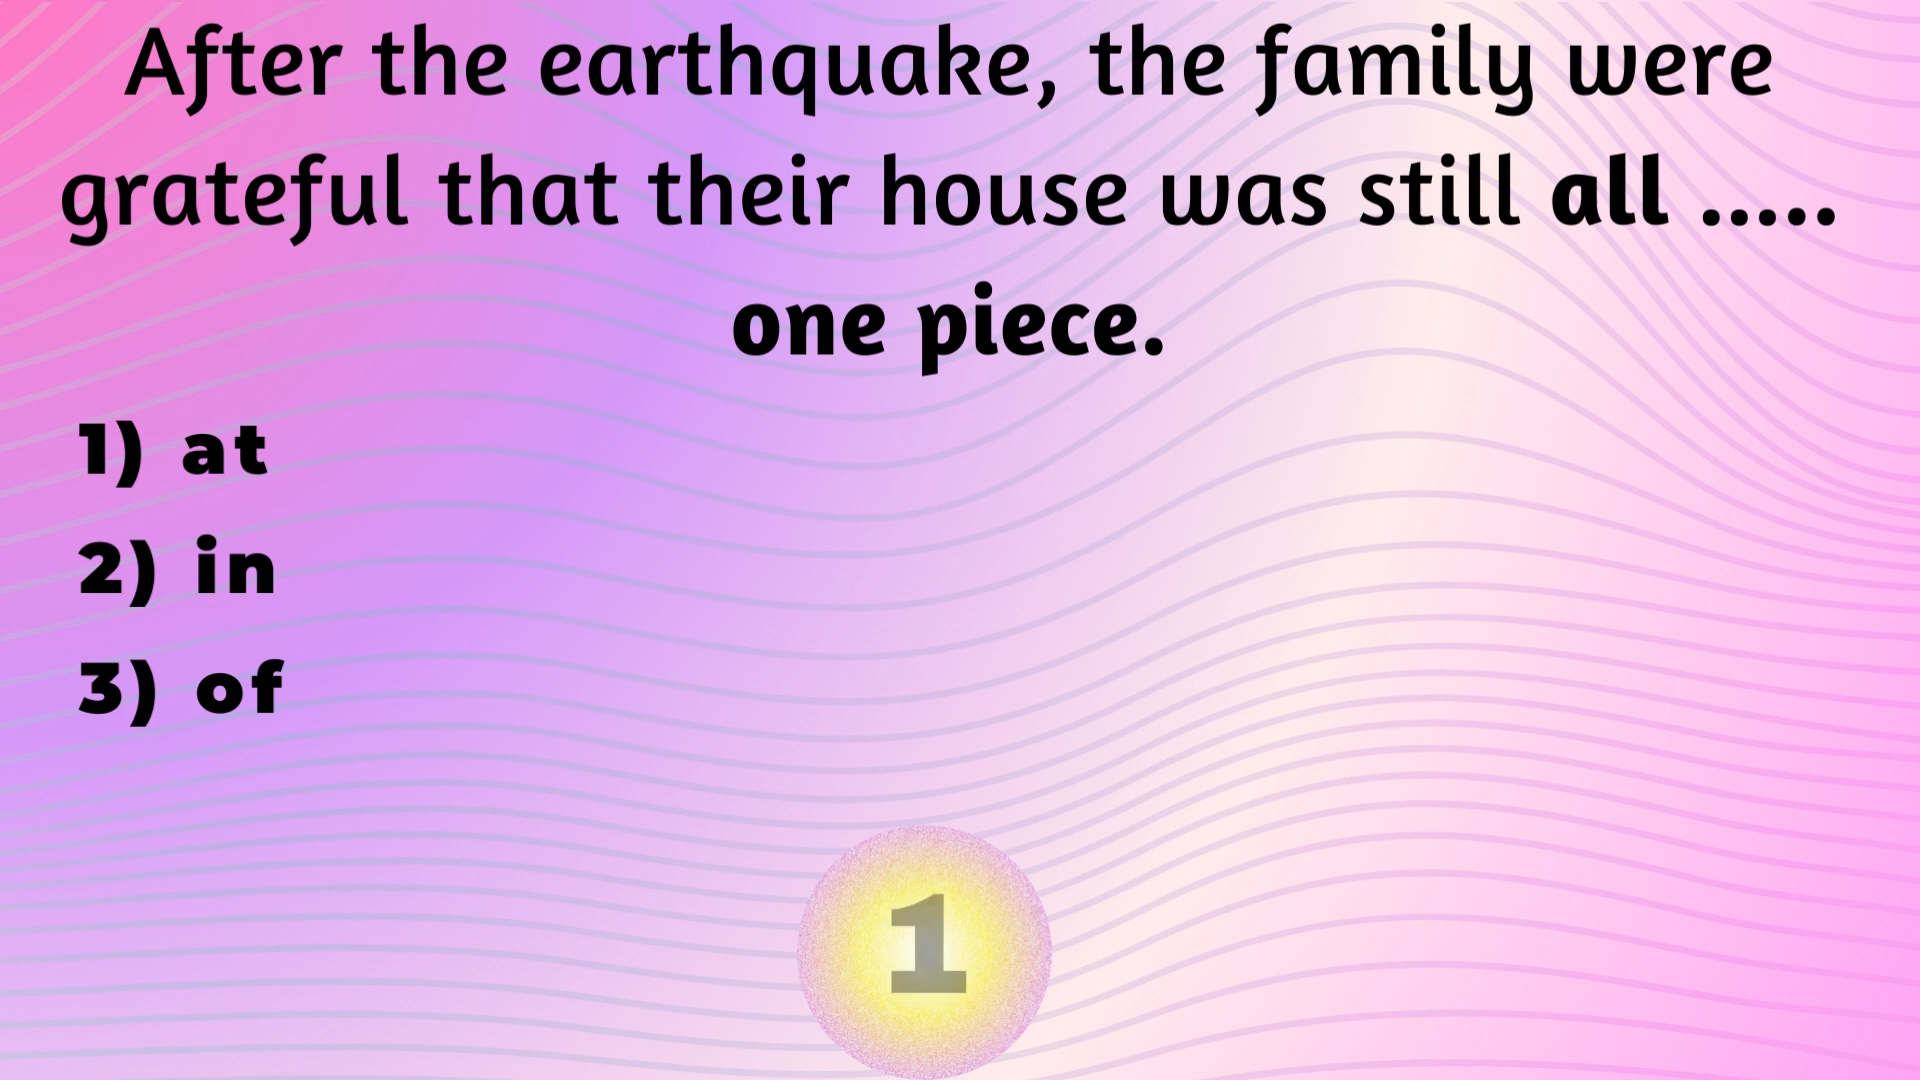 After the earthquake, the family were
grateful that their house was still all .....
one piece.
1) at
2) in
3) of
1